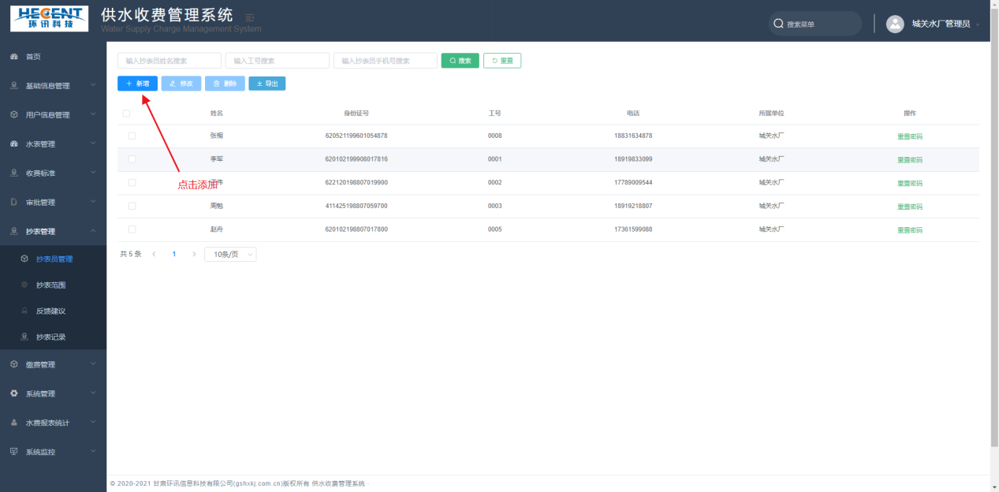 HECENT
环讯科技
供水收费管理系统
Water Supply Charge Management System
搜索菜单
城关水厂管理员
首页
基础信息管理
用户信息管理
水表管理
收费标准
审批管理
抄表管理
抄表员管理
抄表范围
反馈建议
抄表记录
缴费管理
系统管理
水费报表统计
系统监控
输入抄表员姓名搜索 输入工号搜索 输入抄表员手机号搜索 搜索 重置
新增 修改 删除 导出
姓名 身份证号 工号 电话 所属单位 操作
张桐 620521199601054878 0008 18831634878 城关水厂 重置密码
李军 620102199908017816 0001 18919833099 城关水厂 重置密码
点击添加
伟 622120198807019900 0002 17789009544 城关水厂 重置密码
周勉 411425198807059700 0003 18919218807 城关水厂 重置密码
赵舟 620102198807017800 0005 17361599088 城关水厂 重置密码
共 5 条 1 10条/页
© 2020-2021 甘肃环讯信息科技有限公司(gshxkj.com.cn)版权所有 供水收费管理系统 ·